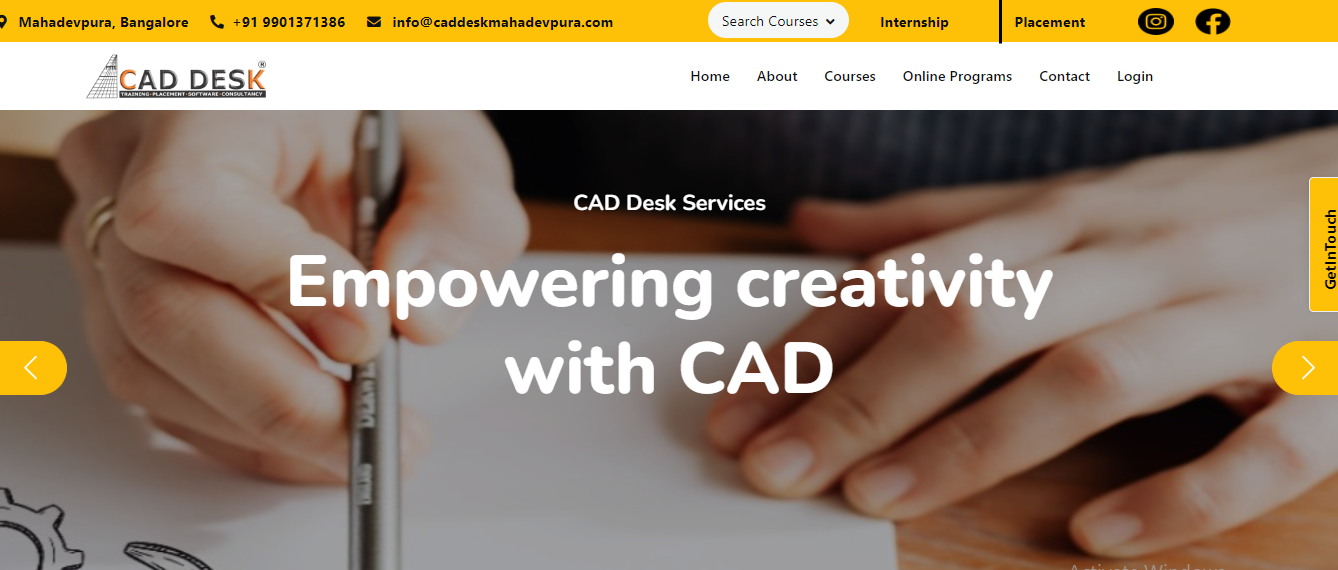 Mahadevpura, Bangalore
+91 9901371386
info@caddeskmahadevpura.com
Search Courses
Internship
Placement
CAD DESK®
TRAINING-PLACEMENT-SOFTWARE-CONSULTANCY
Home
About
Courses
Online Programs
Contact
Login
CAD Desk Services
Empowering creativity
with CAD
GetInTouch
Activate Windows